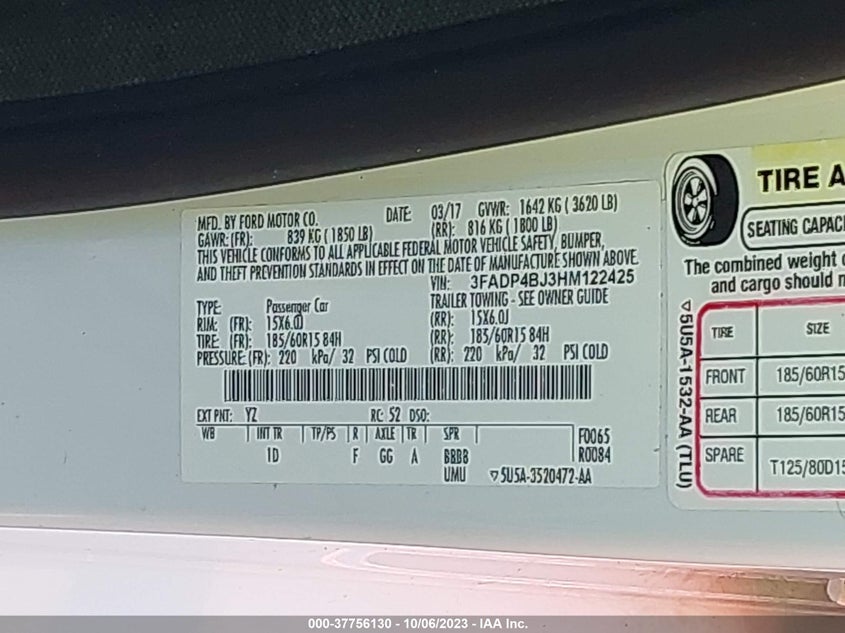 MFD. BY FORD MOTOR CO.
DATE: 03/17 GVWR: 1642 KG ( 3620 LB)
GAWR: (FR): 839 KG ( 1850 LB) (RR): 816 KG ( 1800 LB)
THIS VEHICLE CONFORMS TO ALL APPLICABLE FEDERAL MOTOR VEHICLE SAFETY, BUMPER,
AND THEFT PREVENTION STANDARDS IN EFFECT ON THE DATE OF MANUFACTURE SHOWN ABOVE.
VIN: 3FADP4BJ3HM122425
TYPE: Passenger Car TRAILER TOWING - SEE OWNER GUIDE
RIM: (FR): 15X6.0J (RR): 15X6.0J
TIRE: (FR): 185/60R15 84H (RR): 185/60R15 84H
PRESSURE: (FR): 220 kPa/ 32 PSI COLD (RR): 220 kPa/ 32 PSI COLD
EXT PNT: YZ RC: 52 DSO:
WB INT TR TP/PS R AXLE TR SPR F0065
1D F GG A BBBB R0084
UMU ▽5U5A-3520472-AA
TIRE A
SEATING CAPACI
The combined weight o
and cargo should n
TIRE SIZE
FRONT 185/60R15
REAR 185/60R15
SPARE T125/80D15
▽5U5A-1532-AA (TLU)
000-37756130 - 10/06/2023 - IAA Inc.